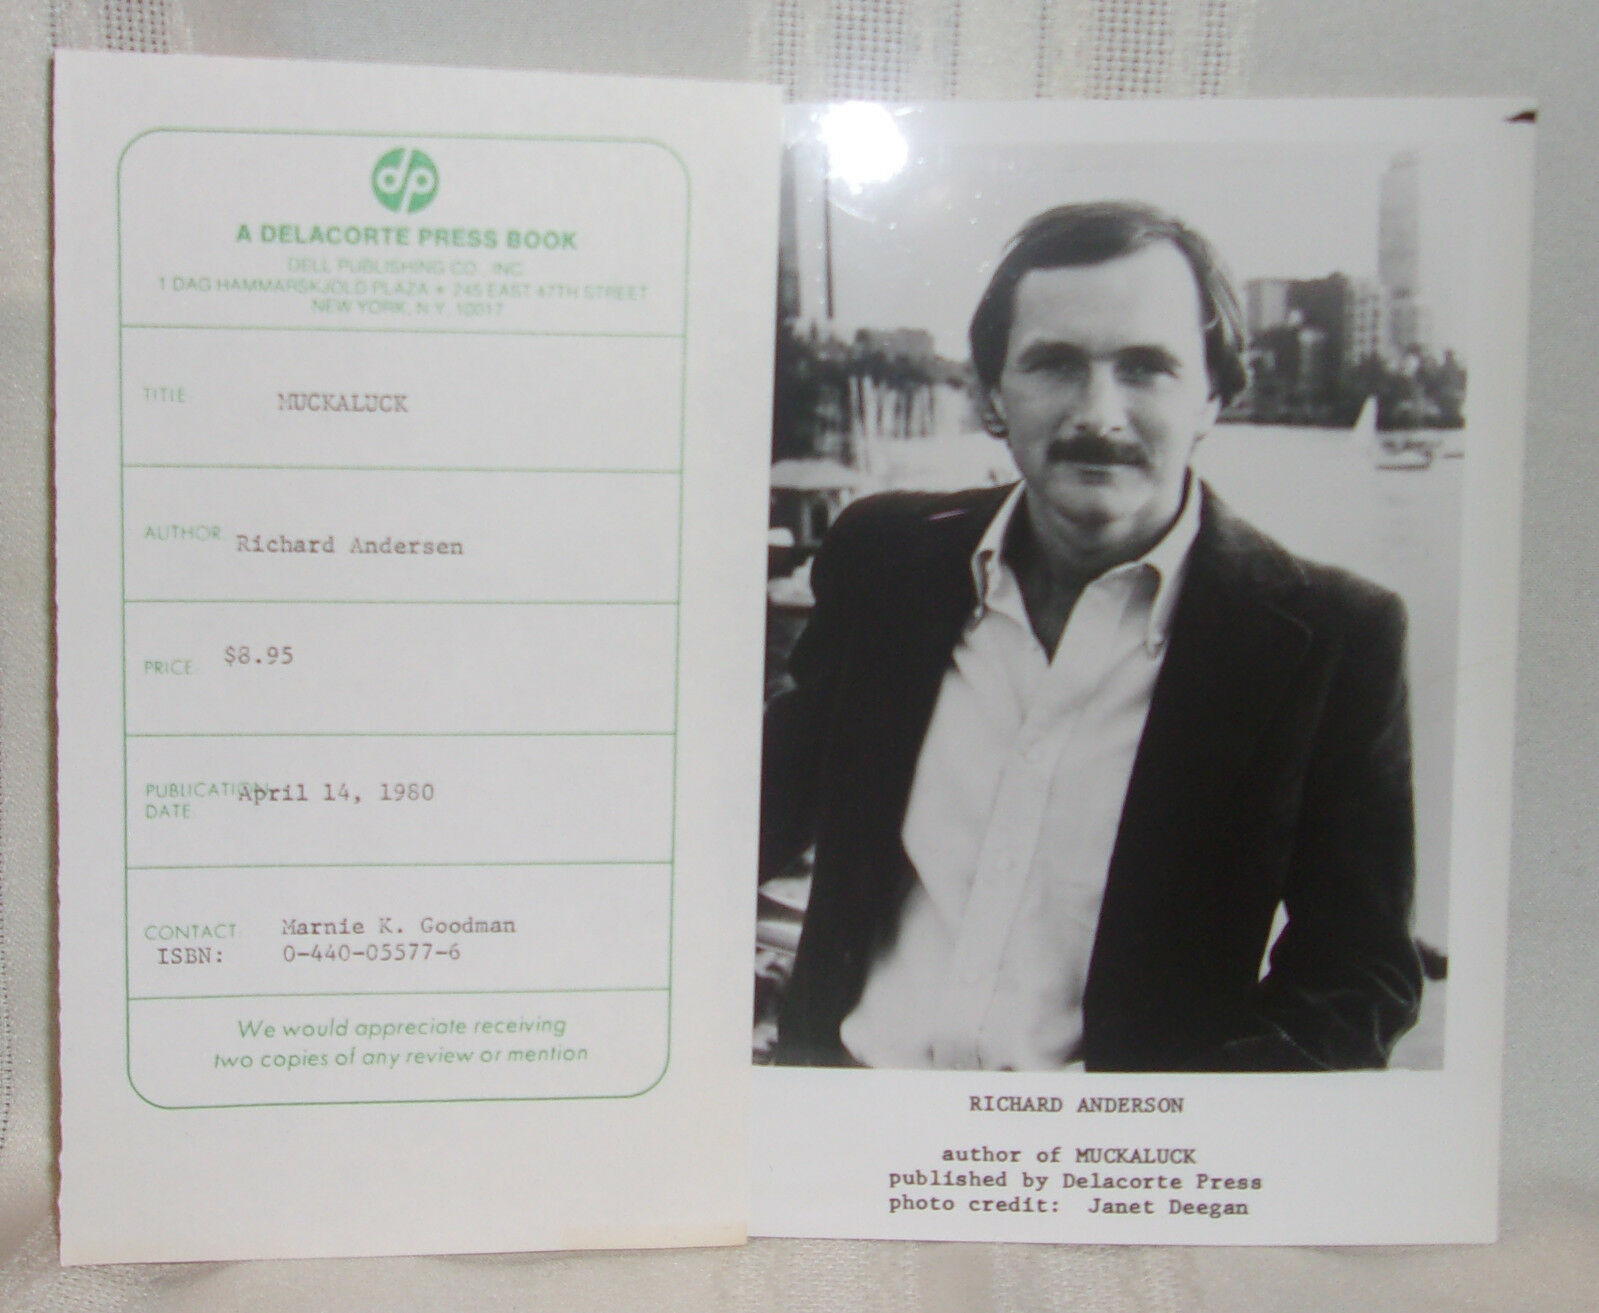 dp
A DELACORTE PRESS BOOK
DELL PUBLISHING CO., INC.
1 DAG HAMMARSKJOLD PLAZA • 245 EAST 47TH STREET
NEW YORK, N.Y. 10017
TITLE: MUCKALUCK
AUTHOR: Richard Andersen
PRICE: $8.95
PUBLICATION April 14, 1980
DATE:
CONTACT: Marnie K. Goodman
ISBN: 0-440-05577-6
We would appreciate receiving
two copies of any review or mention
RICHARD ANDERSON
author of MUCKALUCK
published by Delacorte Press
photo credit: Janet Deegan